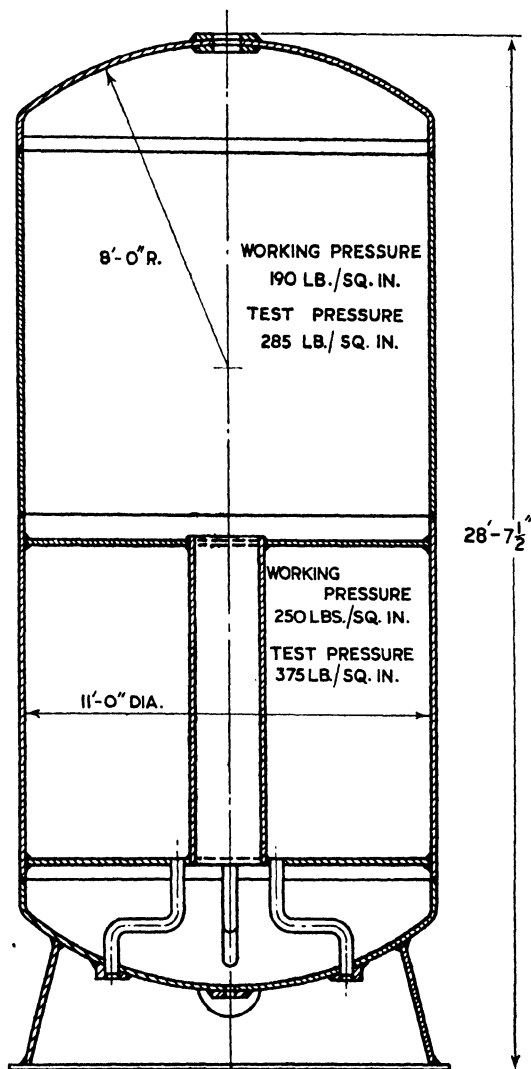 8'-0" R.
WORKING PRESSURE
190 LB./SQ. IN.
TEST PRESSURE
285 LB./SQ. IN.
28'-7½"
WORKING
PRESSURE
250 LBS./SQ. IN.
TEST PRESSURE
375 LB./SQ. IN.
11'-0" DIA.